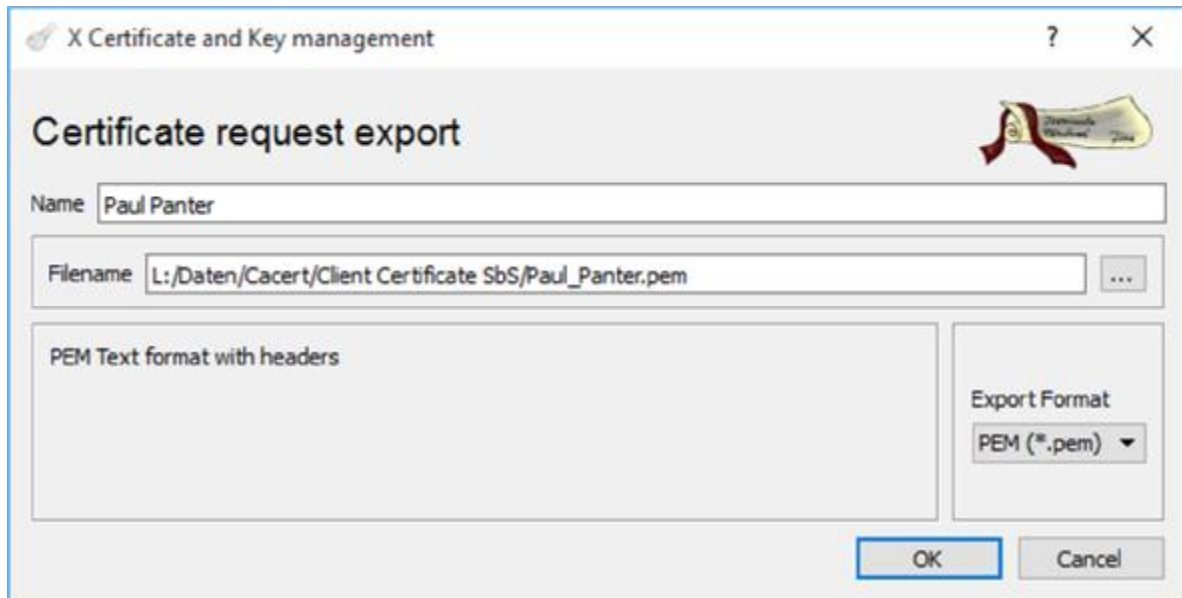 X Certificate and Key management
Certificate request export
Name Paul Panter
Filename L:/Daten/Cacert/Client Certificate SbS/Paul_Panter.pem ...
PEM Text format with headers
Export Format
PEM (*.pem)
OK Cancel